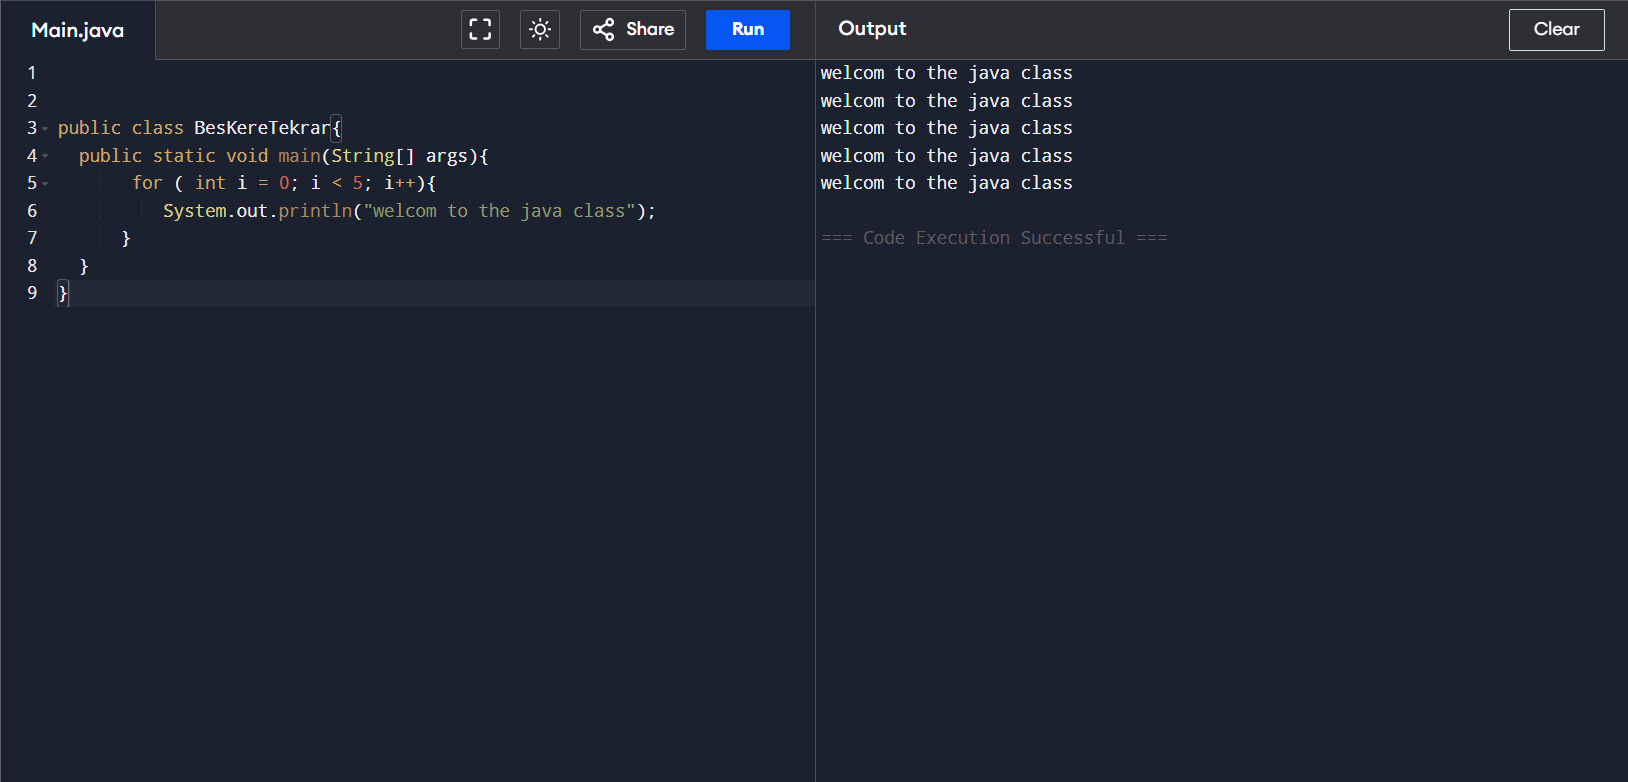 Main.java
Share
Run
Output
Clear
1
2
3 public class BesKereTekrar{
4 public static void main(String[] args){
5 for ( int i = 0; i < 5; i++){
6 System.out.println("welcom to the java class");
7 }
8 }
9 }
welcom to the java class
welcom to the java class
welcom to the java class
welcom to the java class
welcom to the java class
=== Code Execution Successful ===